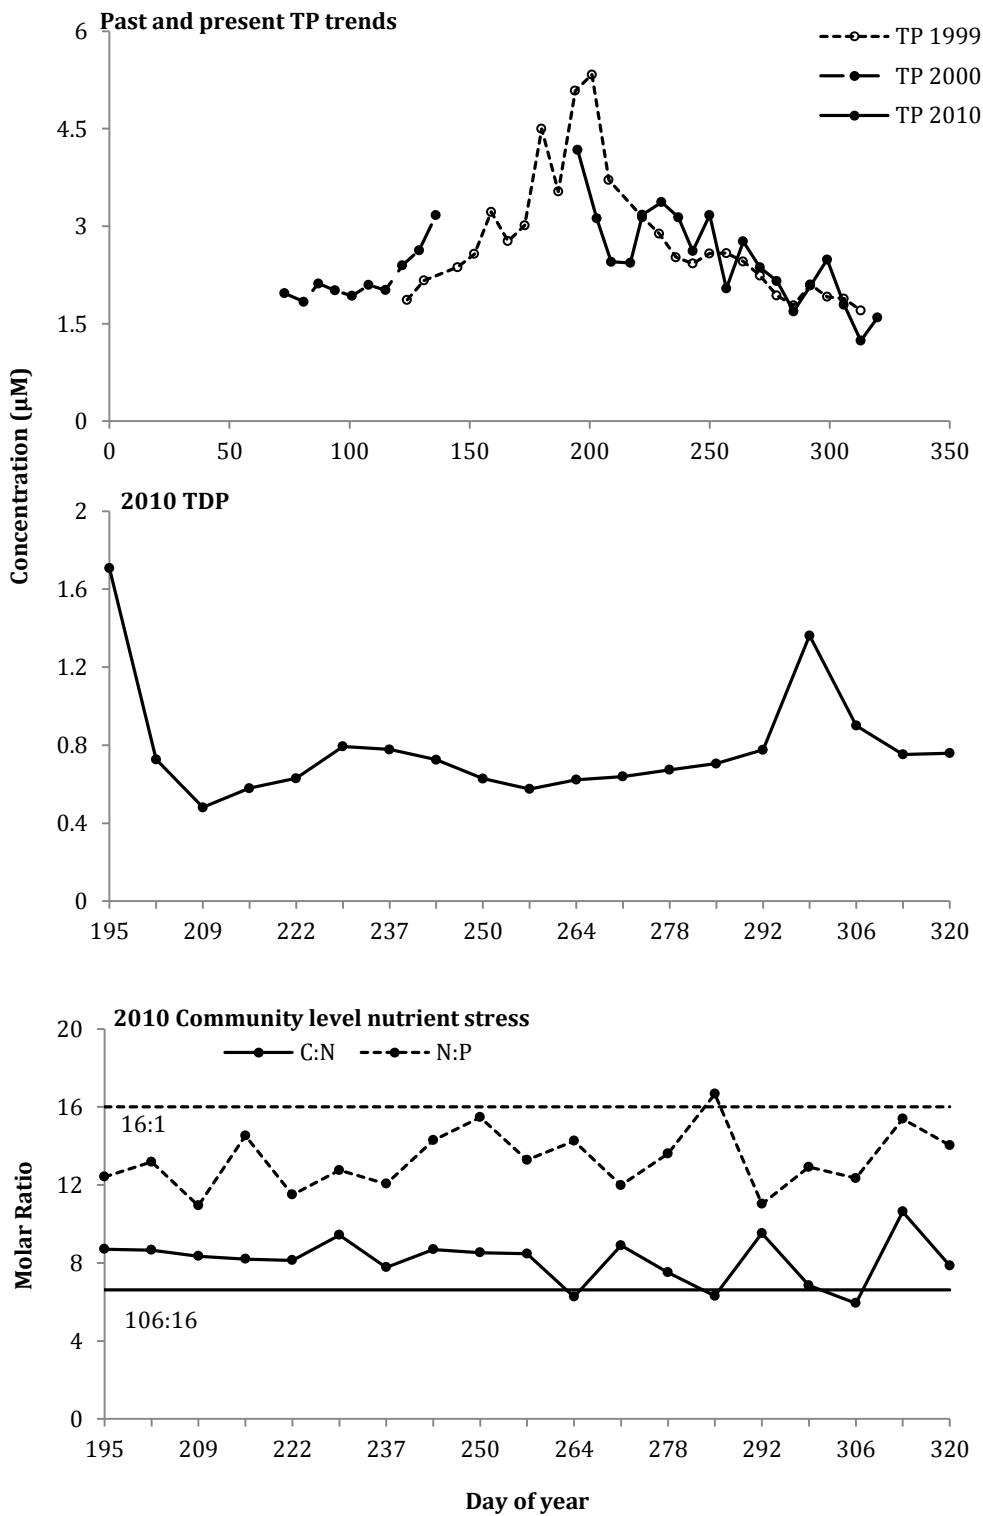 Past and present TP trends
TP 1999
TP 2000
TP 2010
6
4.5
3
1.5
0
0 50 100 150 200 250 300 350
Concentration (µM)
2010 TDP
2
1.6
1.2
0.8
0.4
0
195 209 222 237 250 264 278 292 306 320
2010 Community level nutrient stress
C:N N:P
20
16
12
8
4
0
16:1
106:16
Molar Ratio
195 209 222 237 250 264 278 292 306 320
Day of year